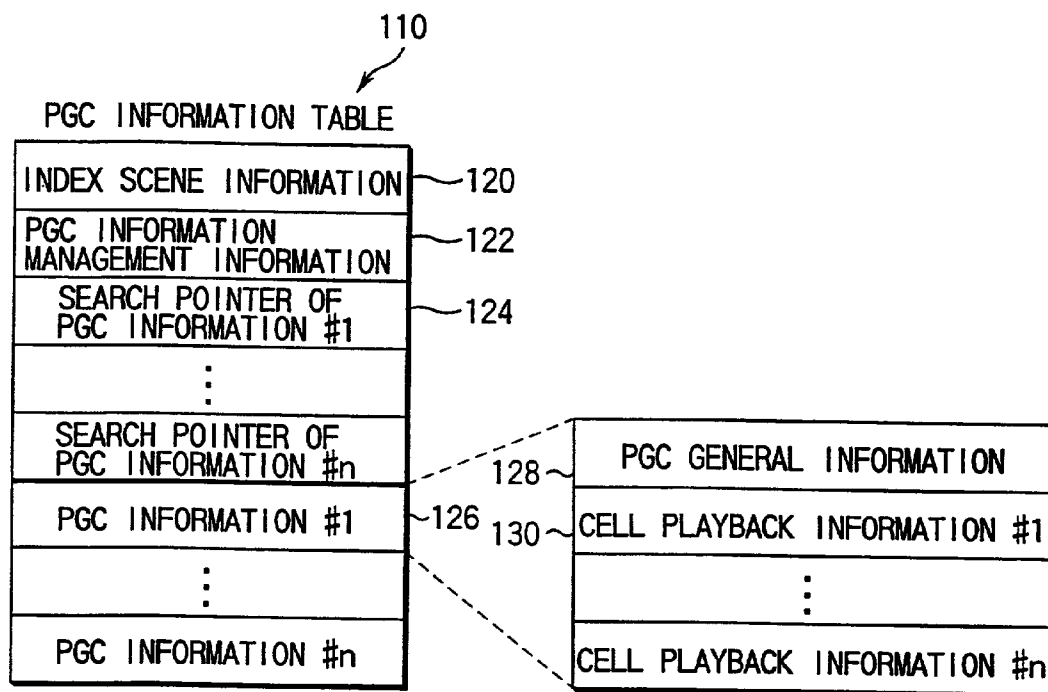 110
PGC INFORMATION TABLE
INDEX SCENE INFORMATION
120
PGC INFORMATION
MANAGEMENT INFORMATION
122
SEARCH POINTER OF
PGC INFORMATION #1
124
SEARCH POINTER OF
PGC INFORMATION #n
PGC INFORMATION #1
126
PGC INFORMATION #n
128
PGC GENERAL INFORMATION
130
CELL PLAYBACK INFORMATION #1
CELL PLAYBACK INFORMATION #n